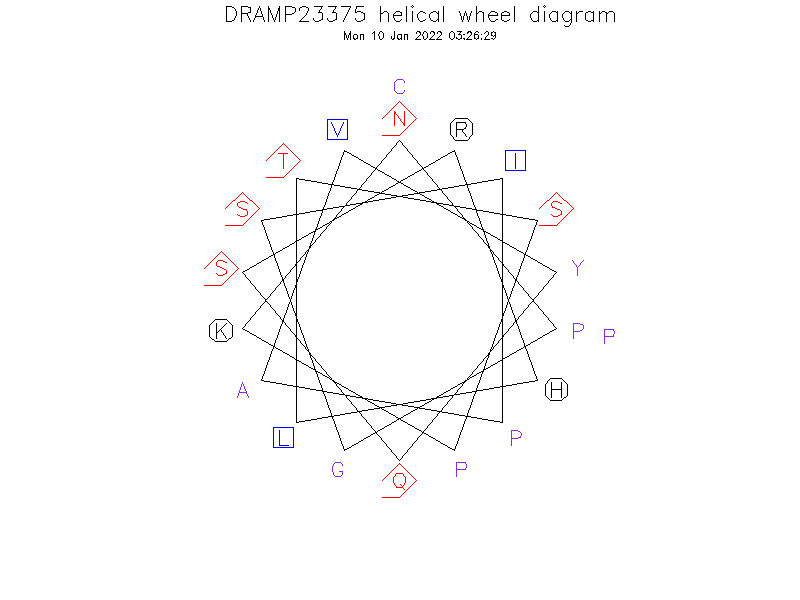 DRAMP23375 helical wheel diagram
Mon 10 Jan 2022 03:26:29
C
V N R
T I
S S
S Y
K P P
A H
L P
G Q P